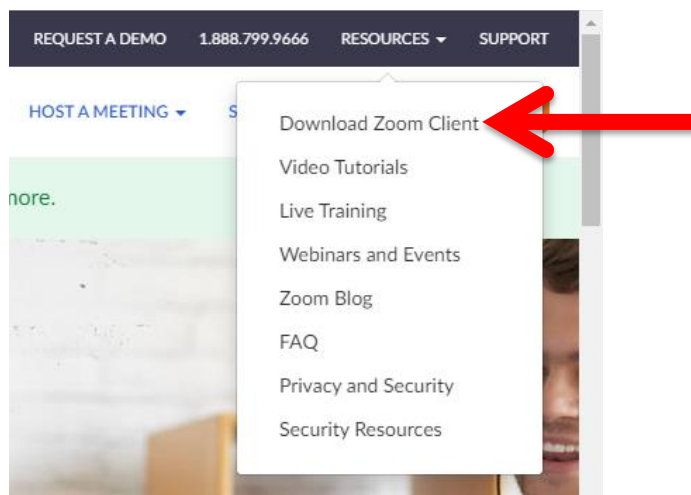 REQUEST A DEMO 1.888.799.9666 RESOURCES SUPPORT
HOST A MEETING S
more.
Download Zoom Client
Video Tutorials
Live Training
Webinars and Events
Zoom Blog
FAQ
Privacy and Security
Security Resources